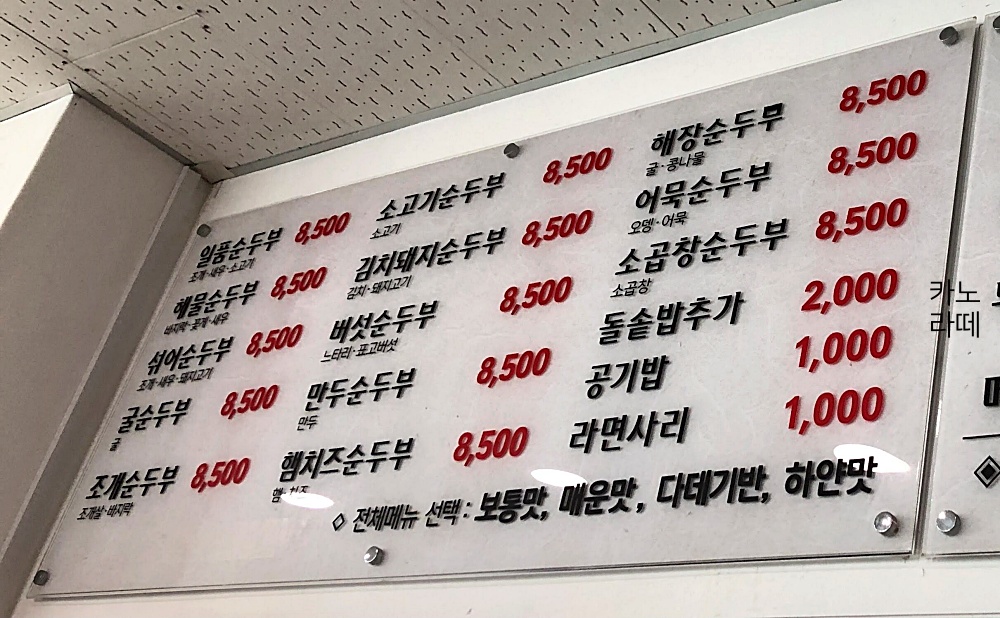 일품순두부 8,500
조개·새우·소고기
해물순두부 8,500
바지락·꽃게·새우
섞어순두부 8,500
조개·새우·돼지고기
굴순두부 8,500
굴
조개순두부 8,500
조개살·바지락
소고기순두부 8,500
소고기
김치돼지순두부 8,500
김치·돼지고기
버섯순두부 8,500
느타리·표고버섯
만두순두부 8,500
만두
햄치즈순두부 8,500
햄·치즈
해장순두부 8,500
굴·콩나물
어묵순두부 8,500
오뎅·어묵
소곱창순두부 8,500
소곱창
돌솥밥추가 2,000
공기밥 1,000
라면사리 1,000
◇ 전체메뉴 선택 : 보통맛, 매운맛, 다데기반, 하얀맛
카노
라떼